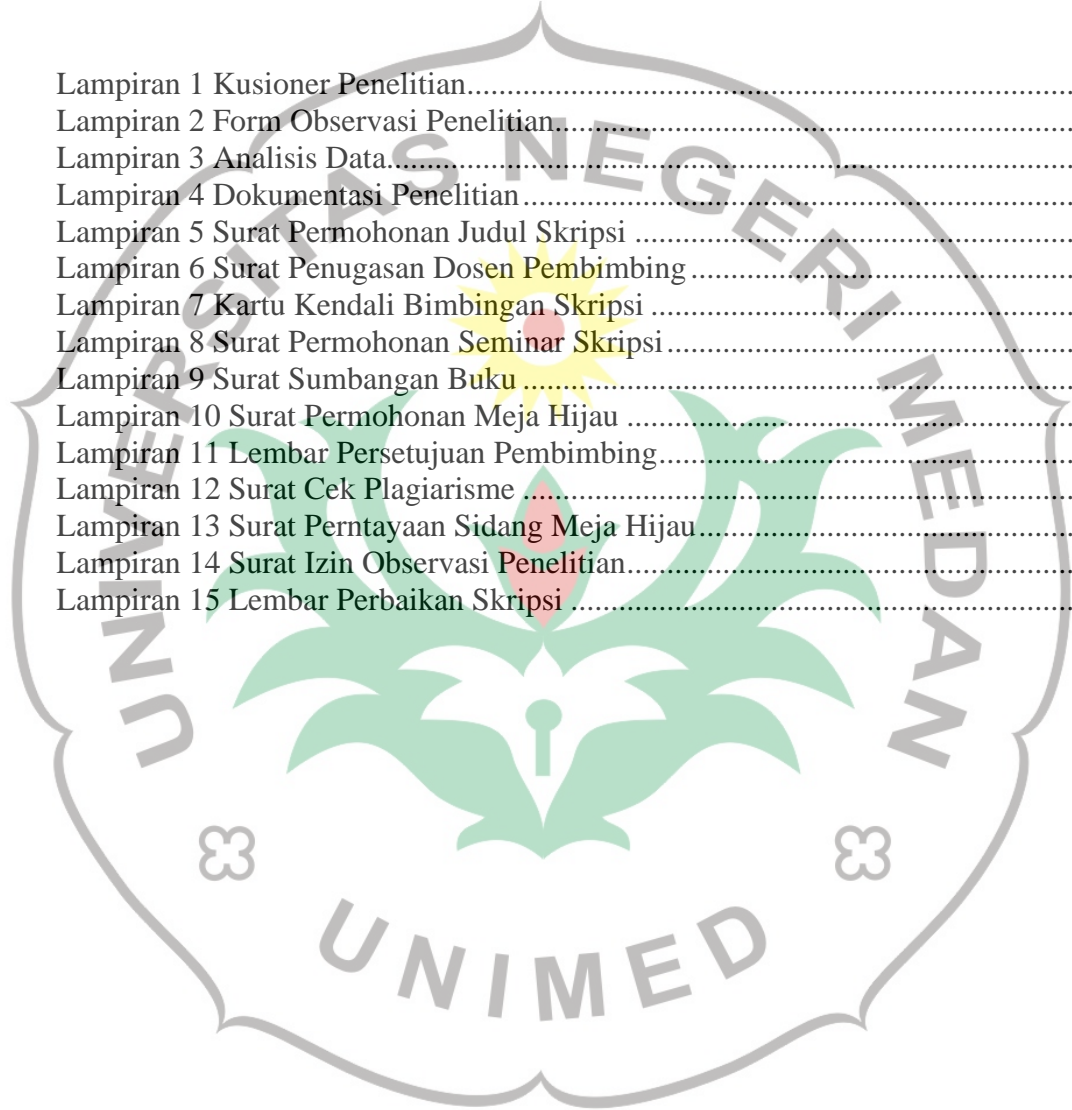 Lampiran 1 Kusioner Penelitian..................................................................................
Lampiran 2 Form Observasi Penelitian.....................................................................
Lampiran 3 Analisis Data...........................................................................................
Lampiran 4 Dokumentasi Penelitian..........................................................................
Lampiran 5 Surat Permohonan Judul Skripsi ............................................................
Lampiran 6 Surat Penugasan Dosen Pembimbing.....................................................
Lampiran 7 Kartu Kendali Bimbingan Skripsi ..........................................................
Lampiran 8 Surat Permohonan Seminar Skripsi........................................................
Lampiran 9 Surat Sumbangan Buku ..........................................................................
Lampiran 10 Surat Permohonan Meja Hijau .............................................................
Lampiran 11 Lembar Persetujuan Pembimbing.........................................................
Lampiran 12 Surat Cek Plagiarisme ..........................................................................
Lampiran 13 Surat Perntayaan Sidang Meja Hijau....................................................
Lampiran 14 Surat Izin Observasi Penelitian.............................................................
Lampiran 15 Lembar Perbaikan Skripsi ....................................................................
UNIVERSITAS NEGERI MEDAN
UNIMED